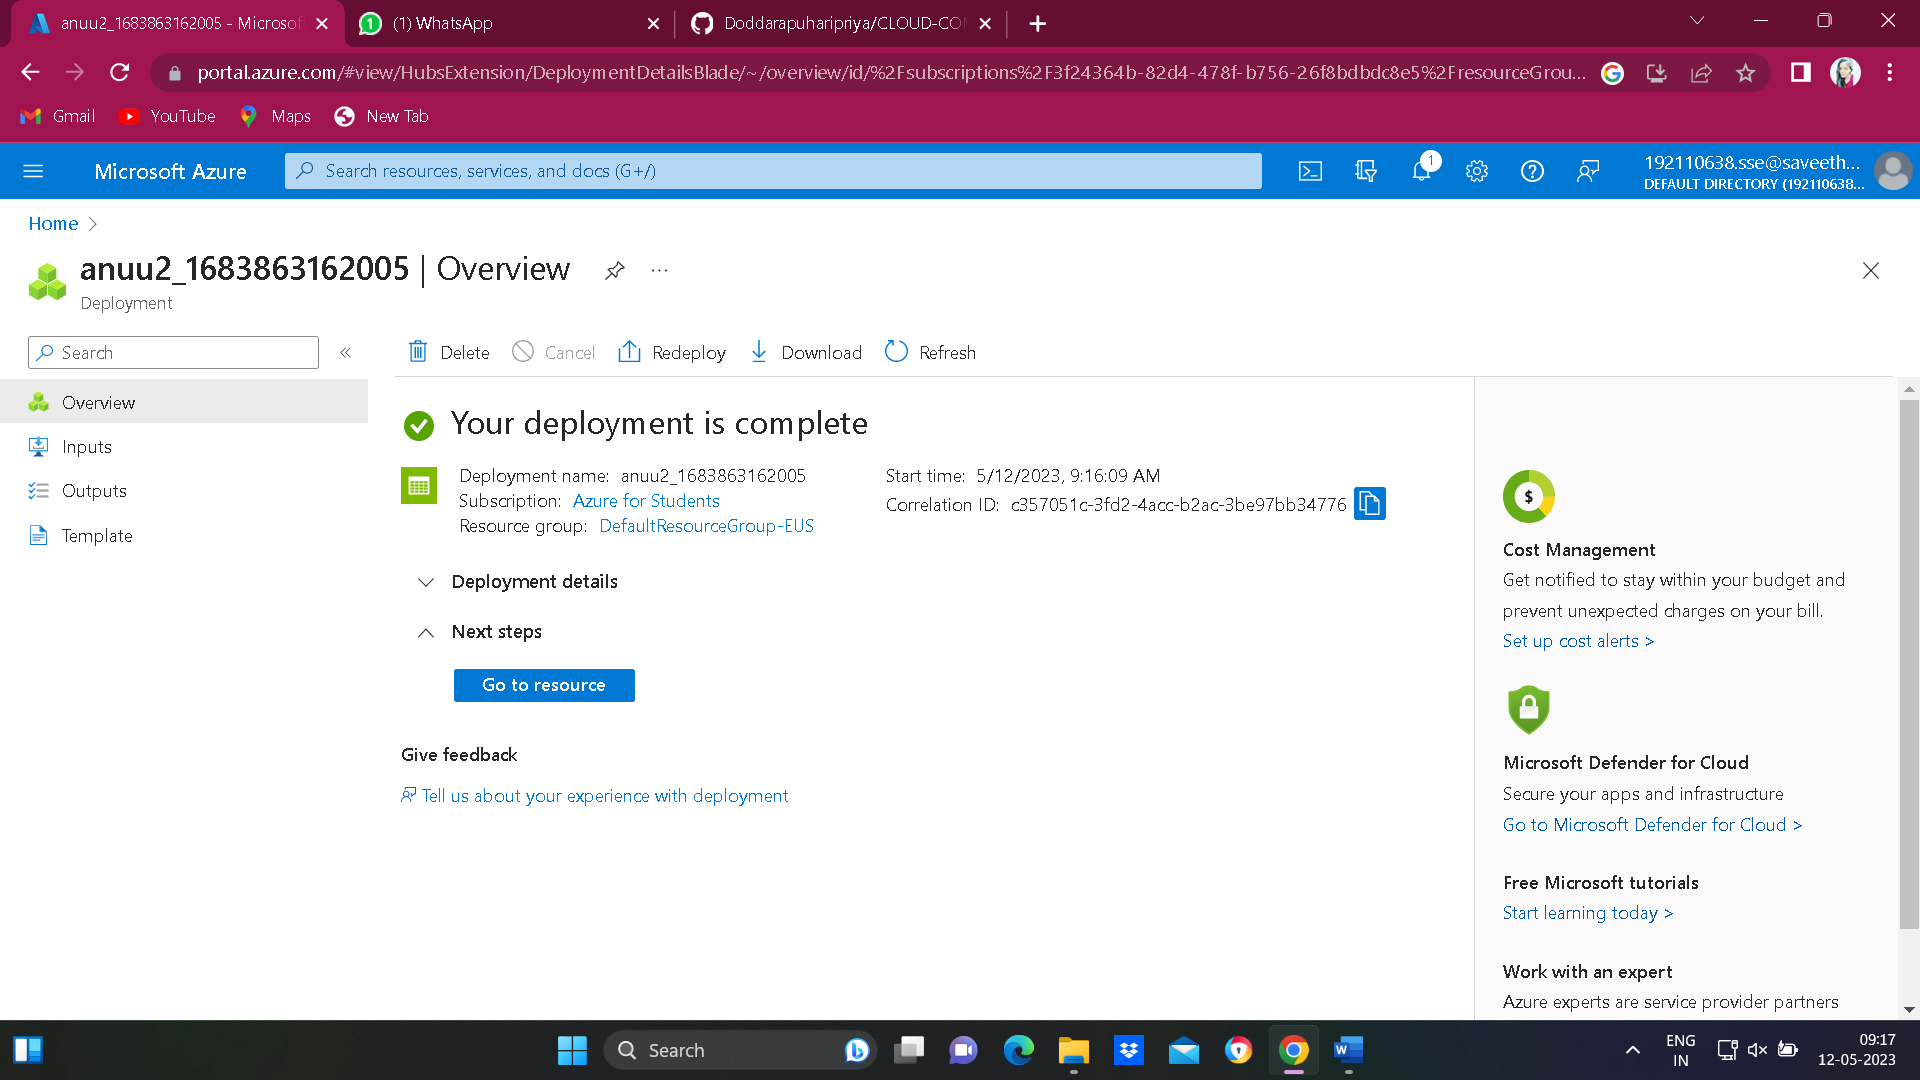 anuu2_1683863162005 - Microsof
(1) WhatsApp
Doddarapuharipriya/CLOUD-COM
portal.azure.com/#view/HubsExtension/DeploymentDetailsBlade/~/overview/id/%2Fsubscriptions%2F3f24364b-82d4-478f-b756-26f8bdbdc8e5%2FresourceGrou...
Gmail
YouTube
Maps
New Tab
Microsoft Azure
Search resources, services, and docs (G+/)
1
192110638.sse@saveeth...
DEFAULT DIRECTORY (192110638...
Home
anuu2_1683863162005 | Overview
...
Deployment
Search
Delete
Cancel
Redeploy
Download
Refresh
Overview
Inputs
Outputs
Template
Your deployment is complete
Deployment name: anuu2_1683863162005
Subscription: Azure for Students
Resource group: DefaultResourceGroup-EUS
Start time: 5/12/2023, 9:16:09 AM
Correlation ID: c357051c-3fd2-4acc-b2ac-3be97bb34776
Deployment details
Next steps
Go to resource
Give feedback
Tell us about your experience with deployment
Cost Management
Get notified to stay within your budget and
prevent unexpected charges on your bill.
Set up cost alerts >
Microsoft Defender for Cloud
Secure your apps and infrastructure
Go to Microsoft Defender for Cloud >
Free Microsoft tutorials
Start learning today >
Work with an expert
Azure experts are service provider partners
Search
ENG
IN
09:17
12-05-2023